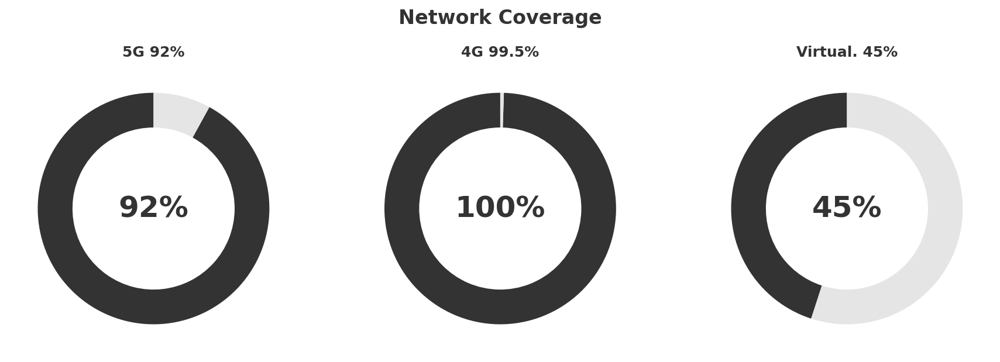 Network Coverage
5G 92%
4G 99.5%
Virtual. 45%
92%
100%
45%